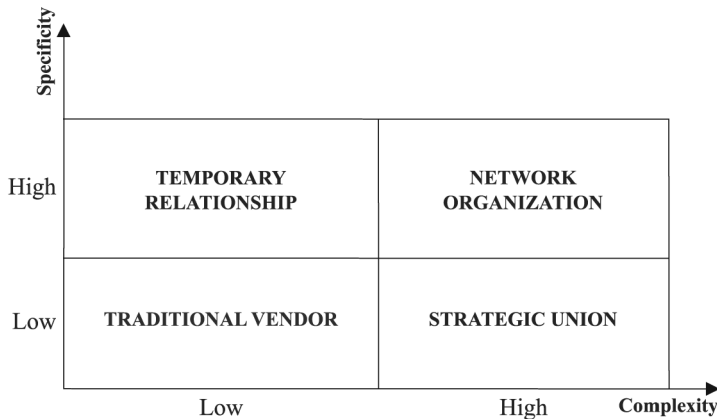 Specificity
High
TEMPORARY
RELATIONSHIP
NETWORK
ORGANIZATION
Low
TRADITIONAL VENDOR
STRATEGIC UNION
Low
High
Complexity